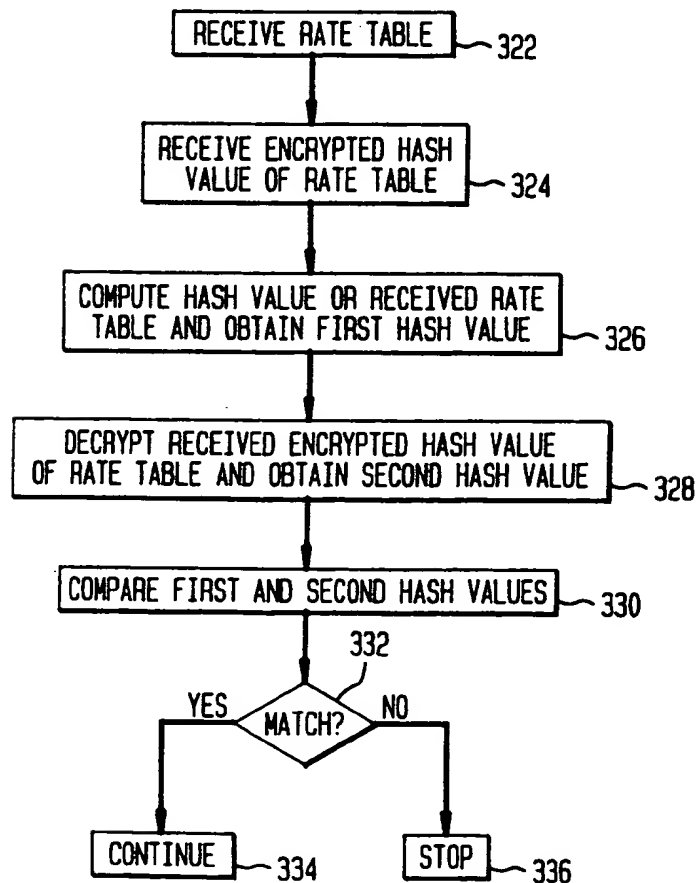 RECEIVE RATE TABLE
322
RECEIVE ENCRYPTED HASH
VALUE OF RATE TABLE
324
COMPUTE HASH VALUE OR RECEIVED RATE
TABLE AND OBTAIN FIRST HASH VALUE
326
DECRYPT RECEIVED ENCRYPTED HASH VALUE
OF RATE TABLE AND OBTAIN SECOND HASH VALUE
328
COMPARE FIRST AND SECOND HASH VALUES
330
332
YES
MATCH?
NO
CONTINUE
334
STOP
336